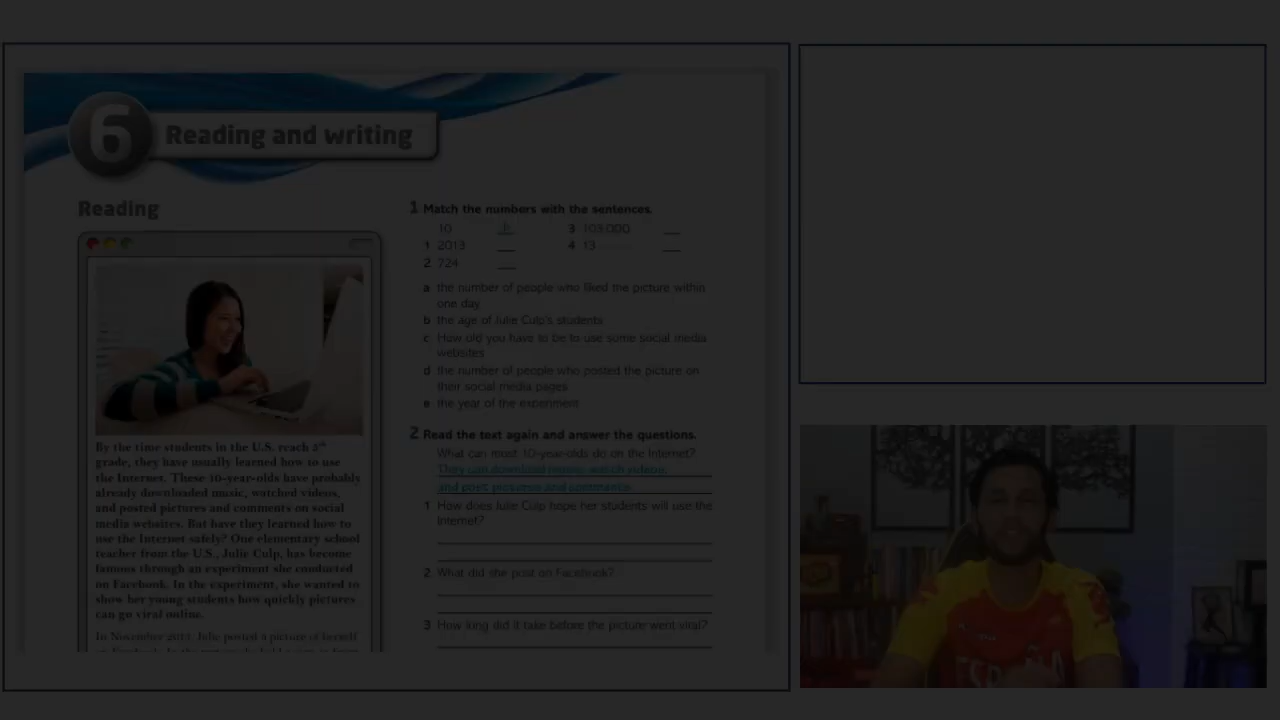 6
Reading and writing
Reading
By the time students in the U.S. reach 5th
grade, they have usually learned how to use
the Internet. These 10-year-olds have probably
already downloaded music, watched videos,
and posted pictures and comments on social
media websites. But have they learned how to
use the Internet safely? One elementary school
teacher from the U.S., Julie Culp, has become
famous through an experiment she conducted
on Facebook. In the experiment, she wanted to
show her young students how quickly pictures
can go viral online.
In November 2013, Julie posted a picture of herself
1 Match the numbers with the sentences.
10 b 3 103,000
1 2013 4 13
2 724
a the number of people who liked the picture within
one day
b the age of Julie Culp's students
c How old you have to be to use some social media
websites
d the number of people who posted the picture on
their social media pages
e the year of the experiment
2 Read the text again and answer the questions.
What can most 10-year-olds do on the Internet?
They can download music, watch videos,
and post pictures and comments.
1 How does Julie Culp hope her students will use the
Internet?
2 What did she post on Facebook?
3 How long did it take before the picture went viral?